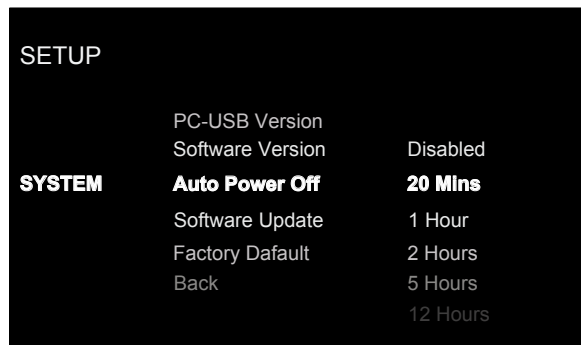 SETUP
PC-USB Version
Software Version Disabled
SYSTEM Auto Power Off 20 Mins
Software Update 1 Hour
Factory Dafault 2 Hours
Back 5 Hours
12 Hours